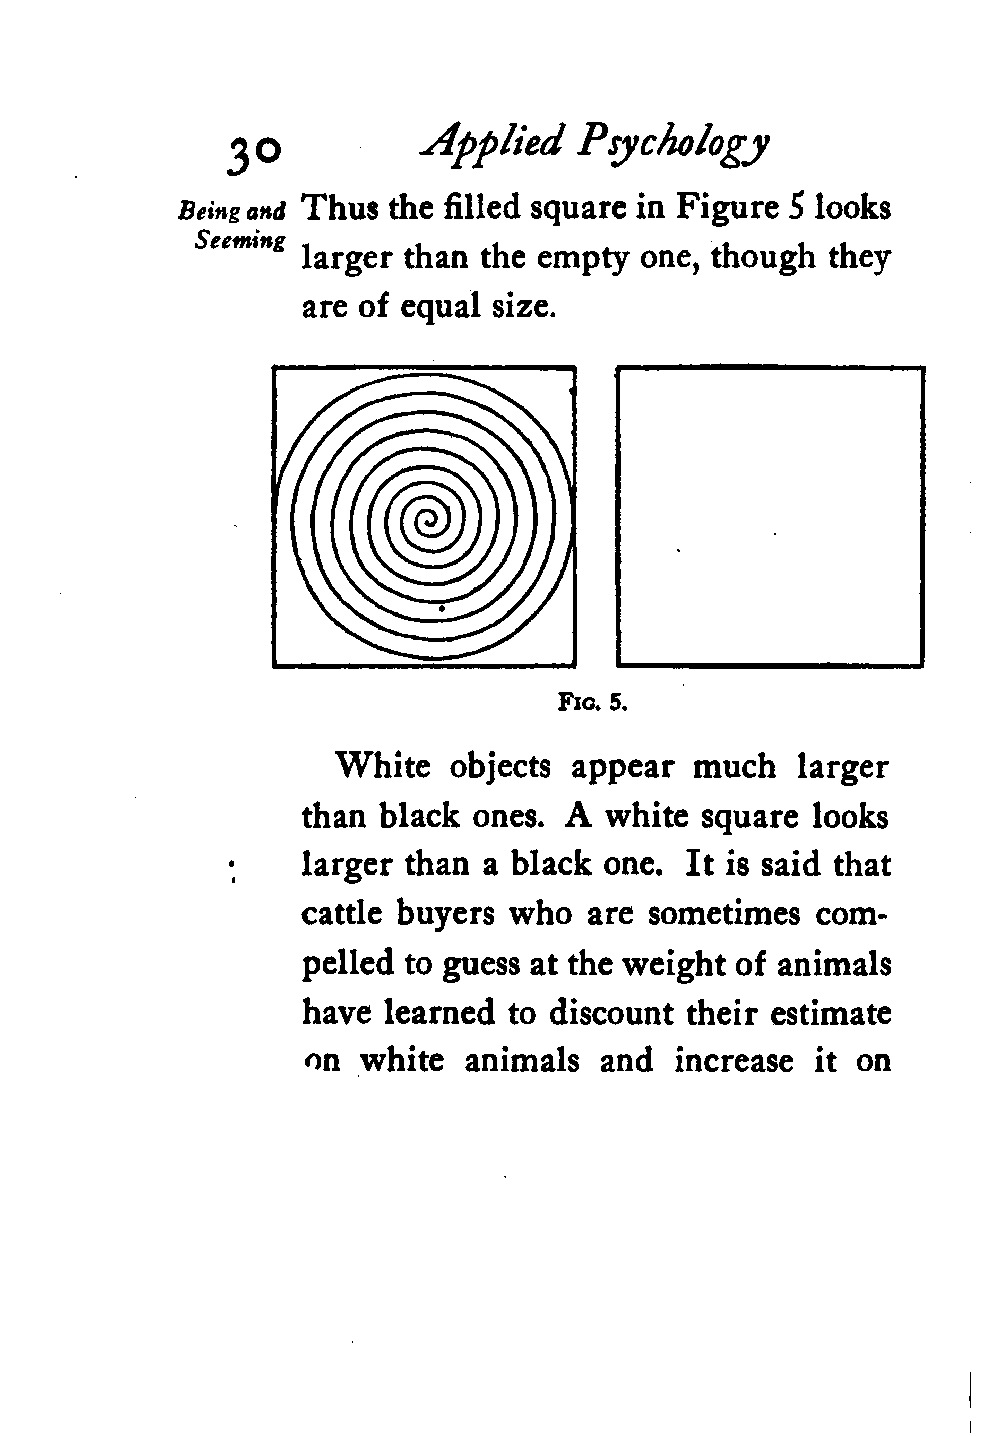 30
Applied Psychology
Being and
Seeming
Thus the filled square in Figure 5 looks
larger than the empty one, though they
are of equal size.
FIG. 5.
White objects appear much larger
than black ones. A white square looks
larger than a black one. It is said that
cattle buyers who are sometimes com-
pelled to guess at the weight of animals
have learned to discount their estimate
on white animals and increase it on